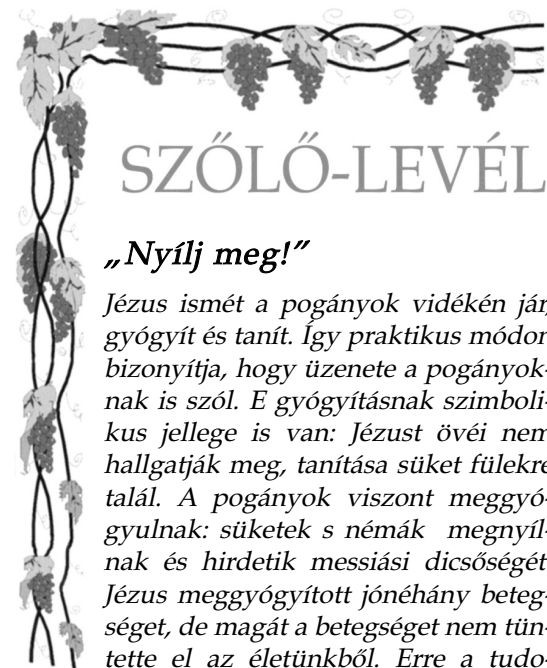 SZŐLŐ-LEVÉL
„Nyílj meg!”
Jézus ismét a pogányok vidékén jár,
gyógyít és tanít. Így praktikus módon
bizonyítja, hogy üzenete a pogányok-
nak is szól. E gyógyításnak szimboli-
kus jellege is van: Jézust övéi nem
hallgatják meg, tanítása süket fülekre
talál. A pogányok viszont meggyó-
gyulnak: süketek s némák megnyíl-
nak és hirdetik messiási dicsőségét.
Jézus meggyógyított jónéhány beteg-
séget, de magát a betegséget nem tün-
tette el az életünkből. Erre a tudo-